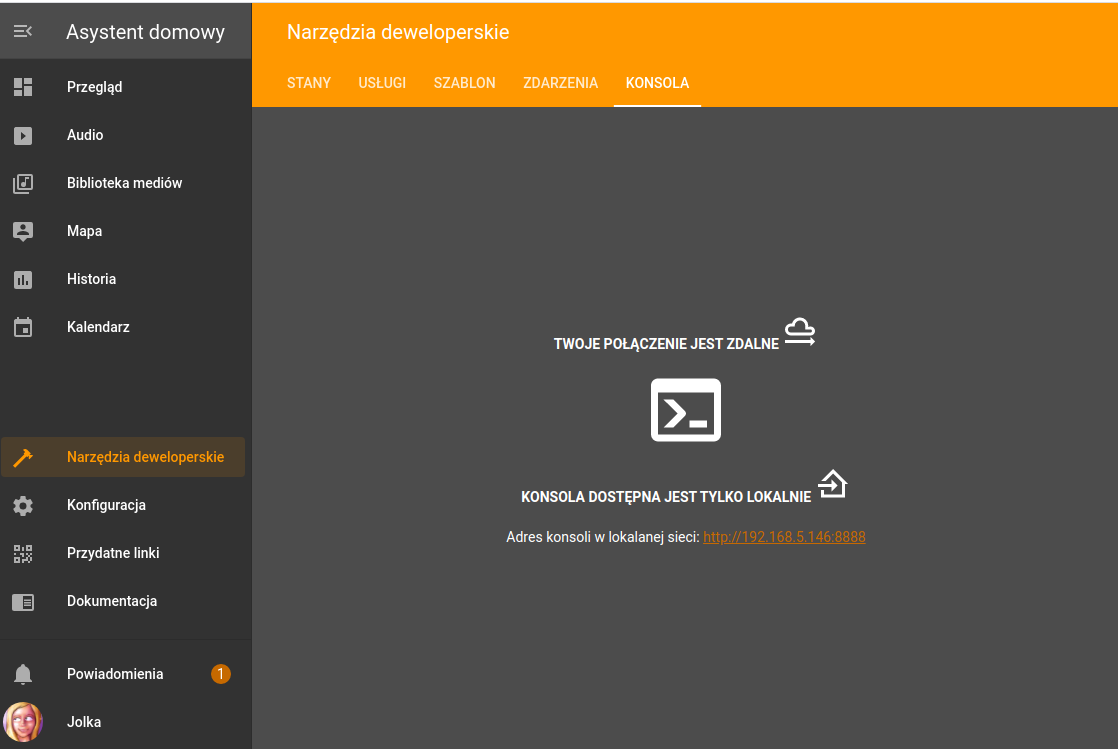 Asystent domowy
Przegląd
Audio
Biblioteka mediów
Mapa
Historia
Kalendarz
Narzędzia deweloperskie
Konfiguracja
Przydatne linki
Dokumentacja
Powiadomienia 1
Jolka
Narzędzia deweloperskie
STANY USŁUGI SZABLON ZDARZENIA KONSOLA
TWOJE POŁĄCZENIE JEST ZDALNE
KONSOLA DOSTĘPNA JEST TYLKO LOKALNIE
Adres konsoli w lokalanej sieci: http://192.168.5.146:8888